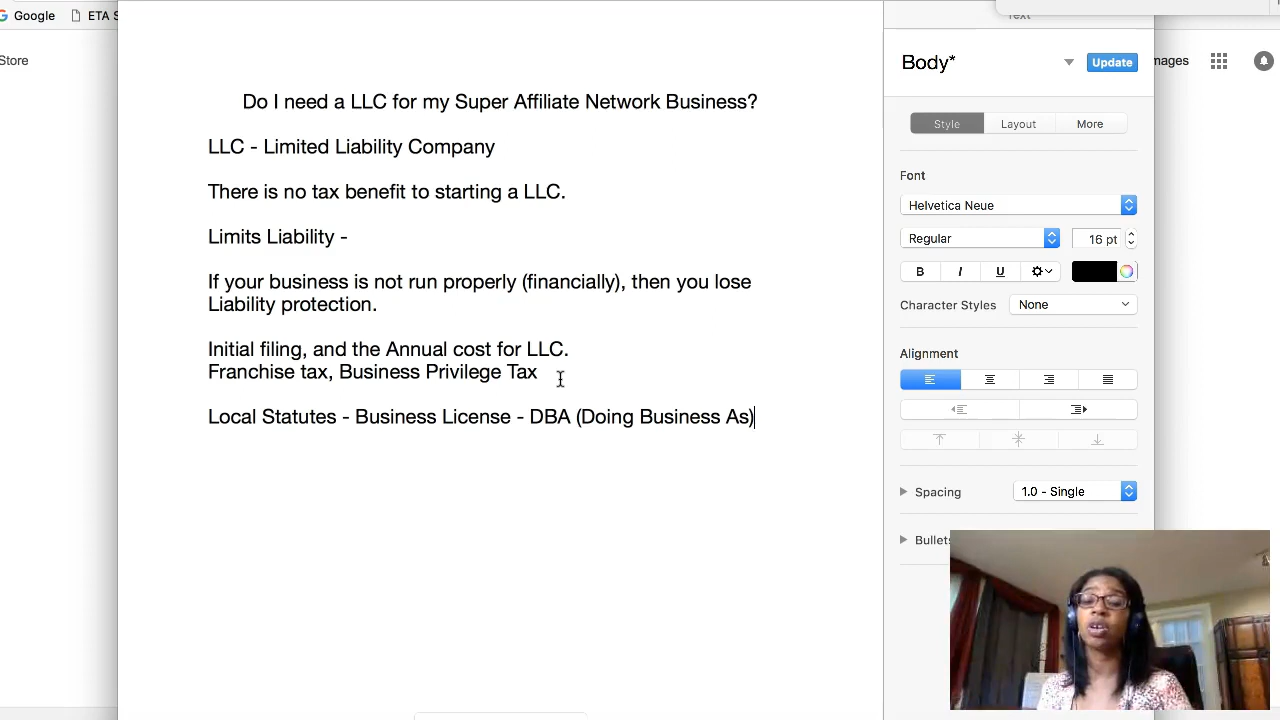 Google
ETA S
Text
Store
mages
Body*
Update
Do I need a LLC for my Super Affiliate Network Business?
LLC - Limited Liability Company
There is no tax benefit to starting a LLC.
Limits Liability -
If your business is not run properly (financially), then you lose
Liability protection.
Initial filing, and the Annual cost for LLC.
Franchise tax, Business Privilege Tax
Local Statutes - Business License - DBA (Doing Business As)
Style
Layout
More
Font
Helvetica Neue
Regular
16 pt
B
I
U
Character Styles
None
Alignment
Spacing
1.0 - Single
Bullets